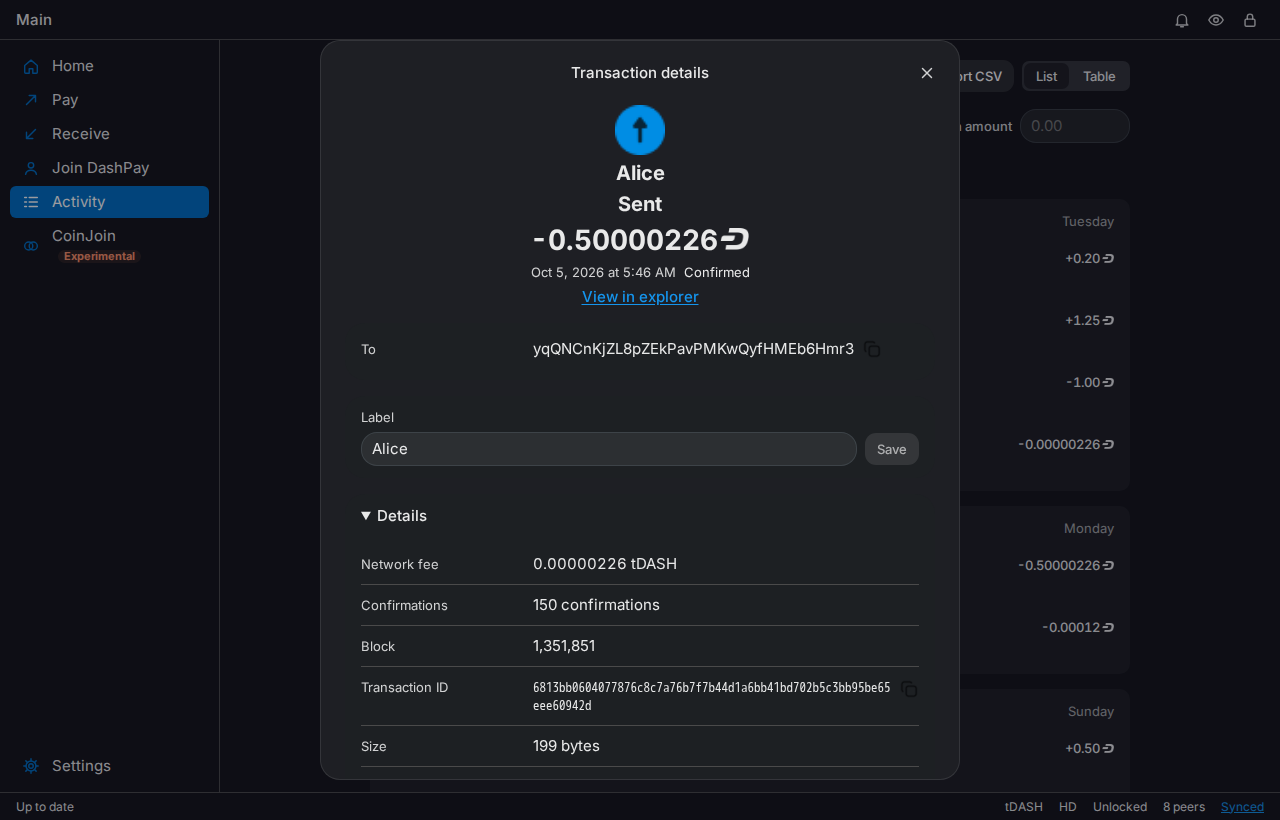 Main
Home
Pay
Receive
Join DashPay
Activity
CoinJoin
Experimental
Settings
Transaction details
Alice
Sent
-0.50000226
Oct 5, 2026 at 5:46 AM Confirmed
View in explorer
To yqQNCnKjZL8pZEkPavPMKwQyfHMEb6Hmr3
Label
Alice Save
Details
Network fee 0.00000226 tDASH
Confirmations 150 confirmations
Block 1,351,851
Transaction ID 6813bb0604077876c8c7a76b7f7b44d1a6bb41bd702b5c3bb95be65
eee60942d
Size 199 bytes
CSV List Table
amount 0.00
Tuesday
+0.20
+1.25
-1.00
-0.00000226
Monday
-0.50000226
-0.00012
Sunday
+0.50
Up to date tDASH HD Unlocked 8 peers Synced